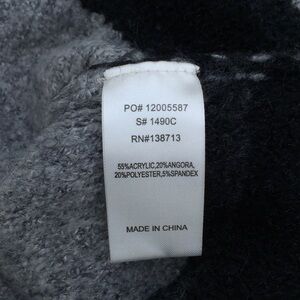 PO# 12005587
S# 1490C
RN#138713
55%ACRYLIC,20%ANGORA,
20%POLYESTER,5%SPANDEX
MADE IN CHINA